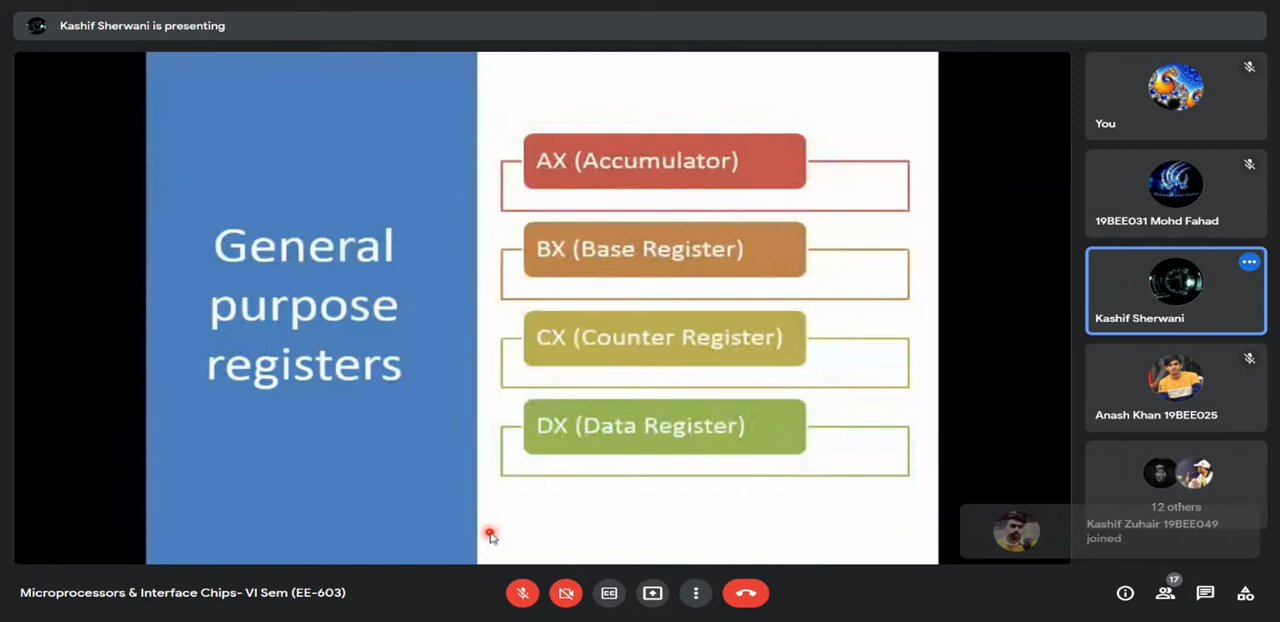 Kashif Sherwani is presenting
General
purpose
registers
AX (Accumulator)
BX (Base Register)
CX (Counter Register)
DX (Data Register)
You
19BEE031 Mohd Fahad
Kashif Sherwani
Anash Khan 19BEE025
12 others
Kashif Zuhair 19BEE049
joined
Microprocessors & Interface Chips- VI Sem (EE-603)
CC
17